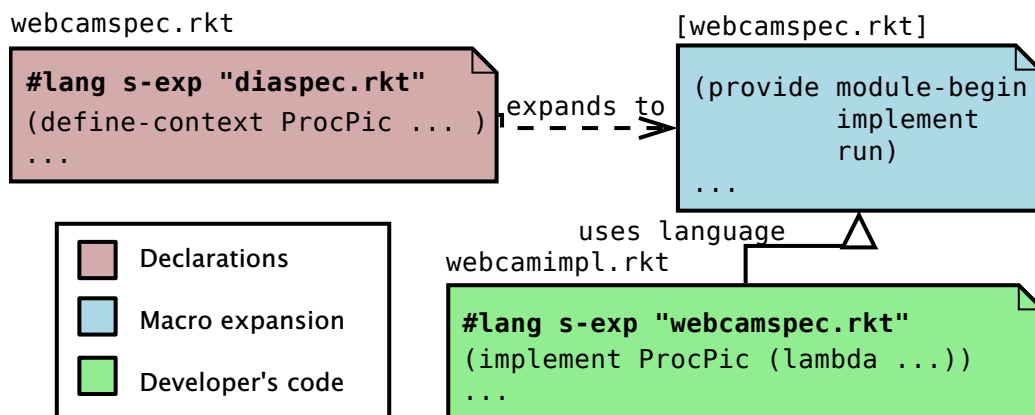 webcamspec.rkt
#lang s-exp "diaspec.rkt"
(define-context ProcPic ... )
...
expands to
[webcamspec.rkt]
(provide module-begin
implement
run)
...
uses language
webcamimpl.rkt
#lang s-exp "webcamspec.rkt"
(implement ProcPic (lambda ...))
...
Declarations
Macro expansion
Developer's code